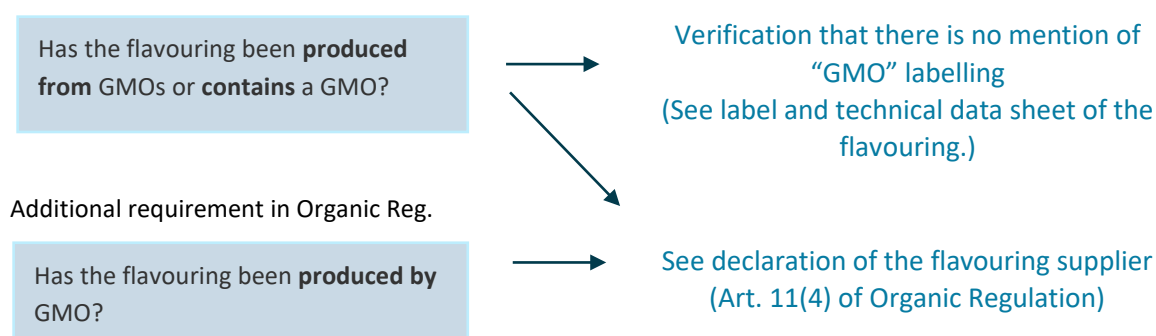 Has the flavouring been produced
from GMOs or contains a GMO?
Verification that there is no mention of
“GMO” labelling
(See label and technical data sheet of the
flavouring.)
Additional requirement in Organic Reg.
Has the flavouring been produced by
GMO?
See declaration of the flavouring supplier
(Art. 11(4) of Organic Regulation)